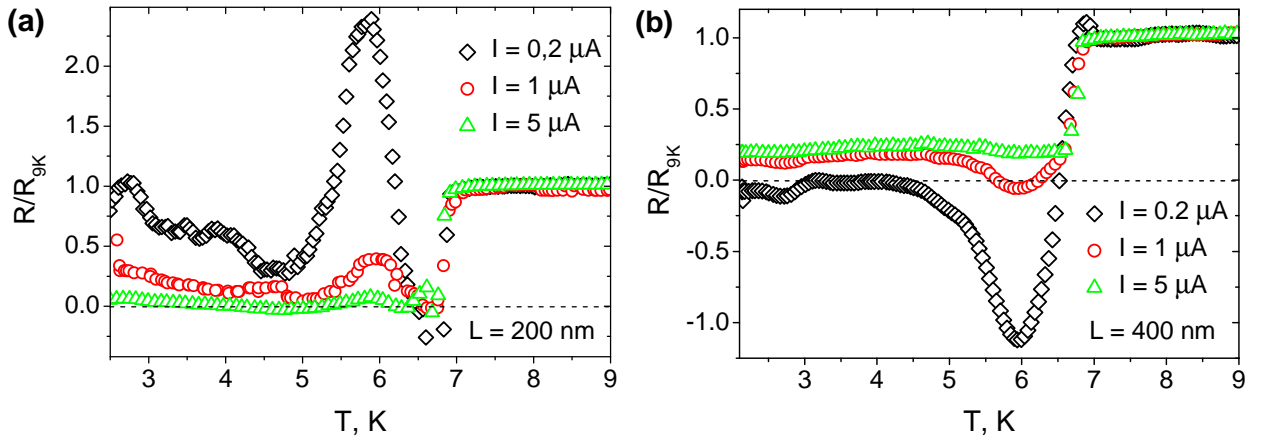 (a)
R/R9K
2.0
1.5
1.0
0.5
0.0
I = 0,2 μA
I = 1 μA
I = 5 μA
L = 200 nm
3 4 5 6 7 8 9
T, K
(b)
R/R9K
1.0
0.5
0.0
-0.5
-1.0
I = 0.2 μA
I = 1 μA
I = 5 μA
L = 400 nm
3 4 5 6 7 8 9
T, K